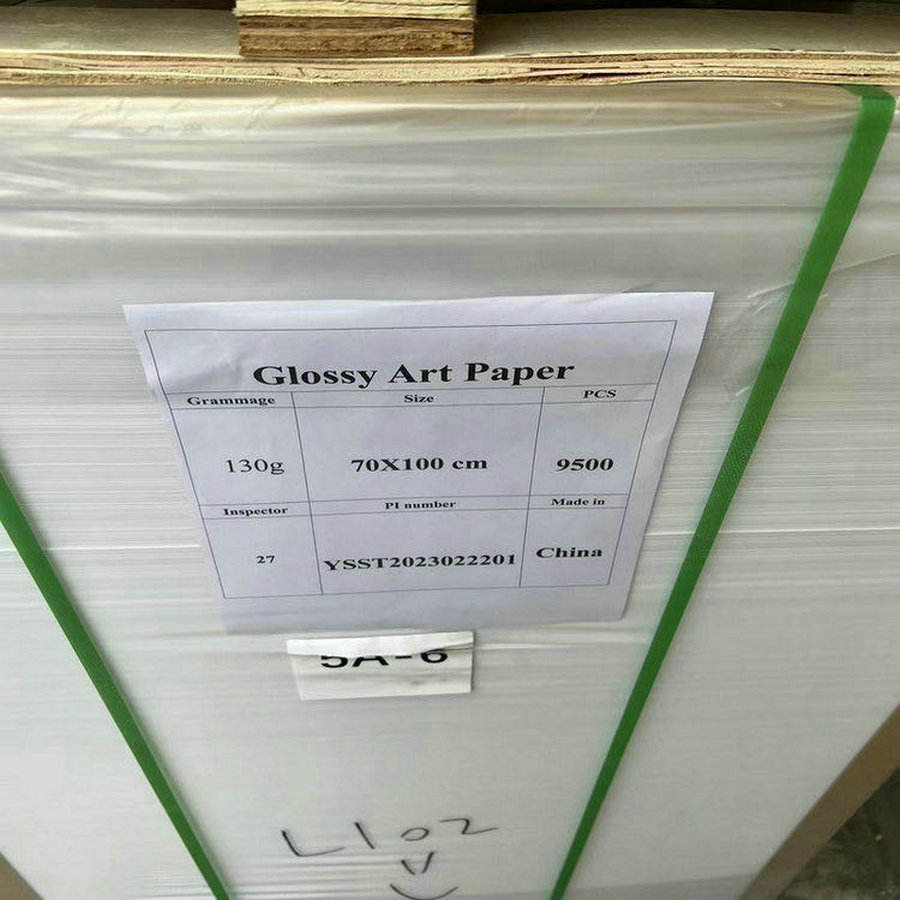 Glossy Art Paper
Grammage Size PCS
130g 70X100 cm 9500
Inspector PI number Made in
27 YSST2023022201 China
5A-6
L102